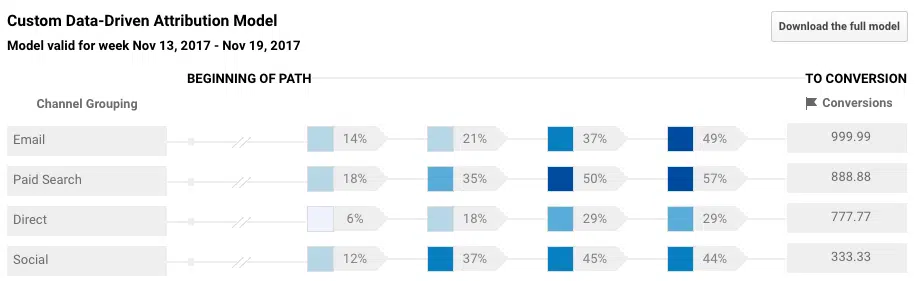 Custom Data-Driven Attribution Model
Download the full model
Model valid for week Nov 13, 2017 - Nov 19, 2017
BEGINNING OF PATH TO CONVERSION
Channel Grouping Conversions
Email 14% 21% 37% 49% 999.99
Paid Search 18% 35% 50% 57% 888.88
Direct 6% 18% 29% 29% 777.77
Social 12% 37% 45% 44% 333.33